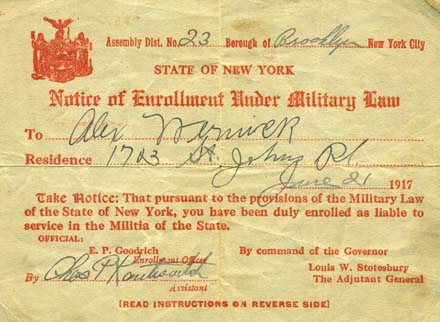 Assembly Dist. No. 23 Borough of Brooklyn New York City
STATE OF NEW YORK
Notice of Enrollment Under Military Law
To Alex Wernick
Residence 1723 St. Johns Pl.
June 21 1917
Take Notice: That pursuant to the provisions of the Military Law
of the State of New York, you have been duly enrolled as liable to
service in the Militia of the State.
OFFICIAL:
E. P. Goodrich
Enrollment Officer
By Chas P
Assistant
By command of the Governor
Louis W. Stotesbury
The Adjutant General
[READ INSTRUCTIONS ON REVERSE SIDE]